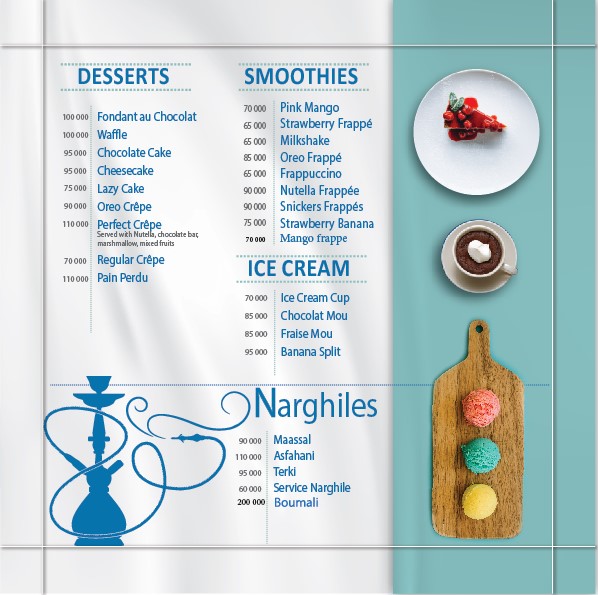 DESSERTS
100 000 Fondant au Chocolat
100 000 Waffle
95 000 Chocolate Cake
95 000 Cheesecake
75 000 Lazy Cake
90 000 Oreo Crêpe
110 000 Perfect Crêpe
Served with Nutella, chocolate bar,
marshmallow, mixed fruits
70 000 Regular Crêpe
110 000 Pain Perdu
SMOOTHIES
70 000 Pink Mango
65 000 Strawberry Frappé
65 000 Milkshake
85 000 Oreo Frappé
65 000 Frappuccino
90 000 Nutella Frappée
90 000 Snickers Frappés
75 000 Strawberry Banana
70 000 Mango frappe
ICE CREAM
70 000 Ice Cream Cup
85 000 Chocolat Mou
85 000 Fraise Mou
95 000 Banana Split
Narghiles
90 000 Maassal
110 000 Asfahani
95 000 Terki
60 000 Service Narghile
200 000 Boumali